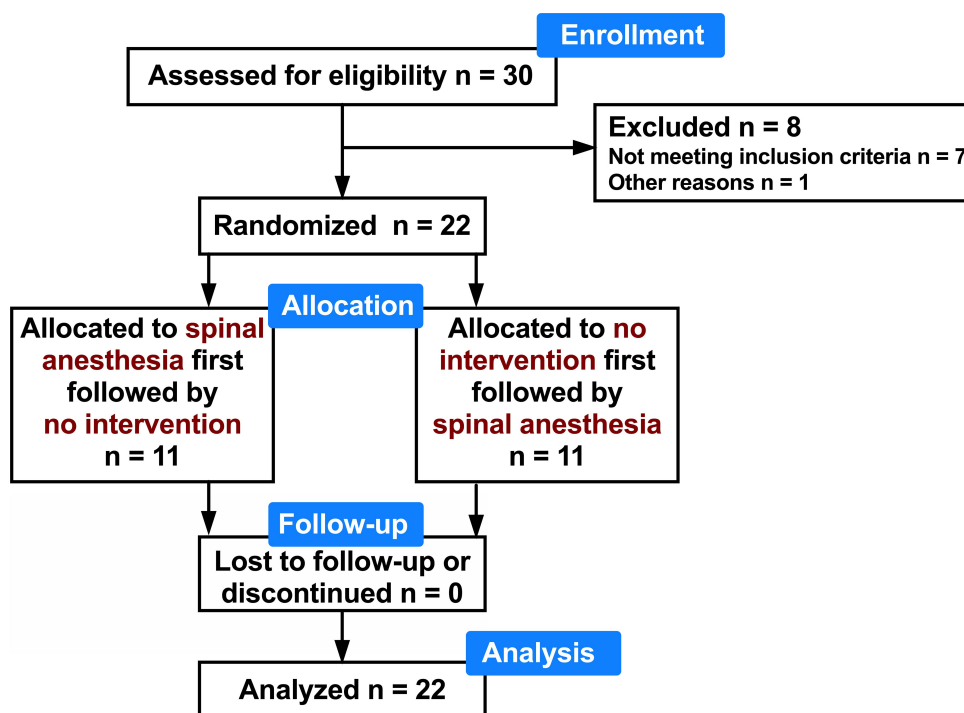 Enrollment
Assessed for eligibility n = 30
Excluded n = 8
Not meeting inclusion criteria n = 7
Other reasons n = 1
Randomized n = 22
Allocation
Allocated to spinal
anesthesia first
followed by
no intervention
n = 11
Allocated to no
intervention first
followed by
spinal anesthesia
n = 11
Follow-up
Lost to follow-up or
discontinued n = 0
Analysis
Analyzed n = 22